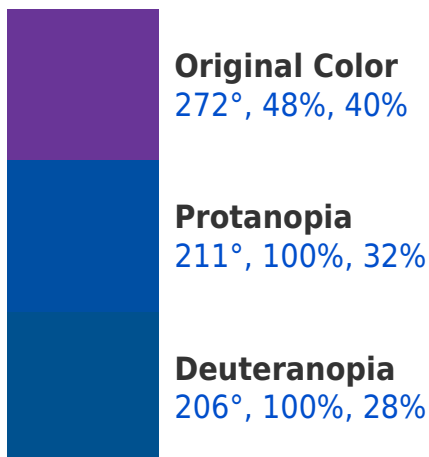 Original Color
272°, 48%, 40%
Protanopia
211°, 100%, 32%
Deuteranopia
206°, 100%, 28%